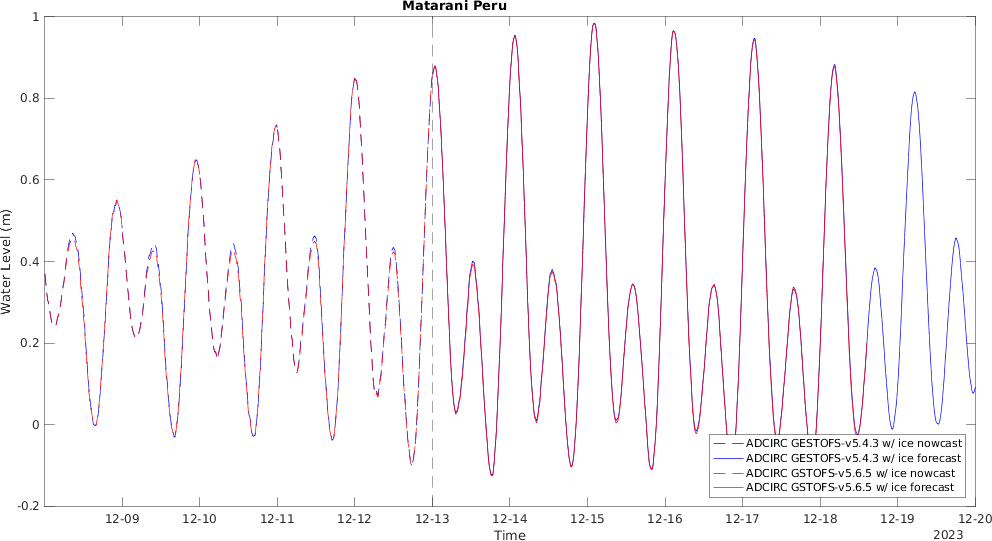 Matarani Peru
Water Level (m)
1
0.8
0.6
0.4
0.2
0
-0.2
ADCIRC GESTOFS-v5.4.3 w/ ice nowcast
ADCIRC GESTOFS-v5.4.3 w/ ice forecast
ADCIRC GSTOFS-v5.6.5 w/ ice nowcast
ADCIRC GSTOFS-v5.6.5 w/ ice forecast
12-09 12-10 12-11 12-12 12-13 12-14 12-15 12-16 12-17 12-18 12-19 12-20
Time
2023